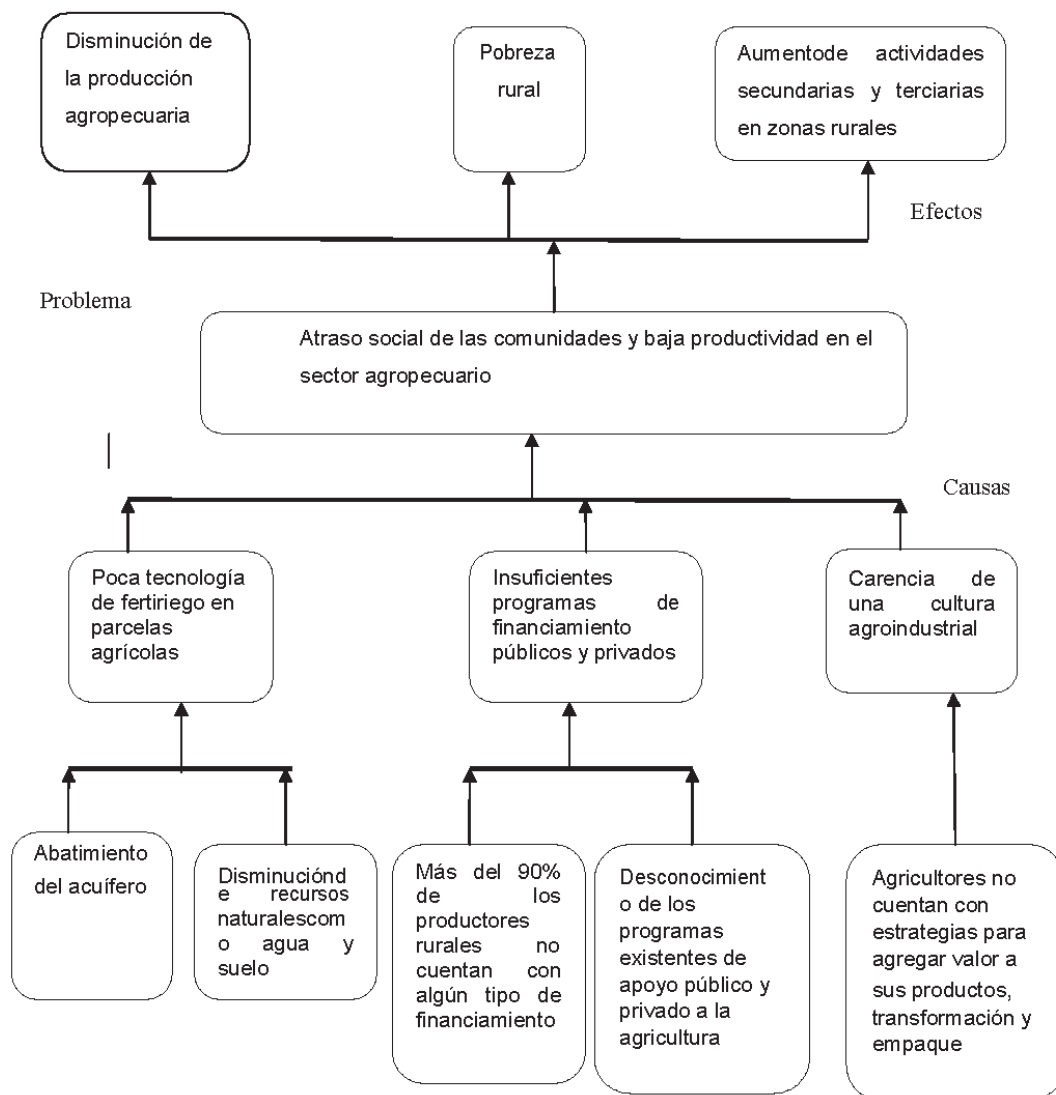 Disminución de
la producción
agropecuaria
Pobreza
rural
Aumentode actividades
secundarias y terciarias
en zonas rurales
Efectos
Problema
Atraso social de las comunidades y baja productividad en el
sector agropecuario
Causas
Poca tecnología
de fertiriego en
parcelas
agrícolas
Insuficientes
programas de
financiamiento
públicos y privados
Carencia de
una cultura
agroindustrial
Abatimiento
del acuífero
Disminuciónd
e recursos
naturalescom
o agua y
suelo
Más del 90%
de los
productores
rurales no
cuentan con
algún tipo de
financiamiento
Desconocimient
o de los
programas
existentes de
apoyo público y
privado a la
agricultura
Agricultores no
cuentan con
estrategias para
agregar valor a
sus productos,
transformación y
empaque